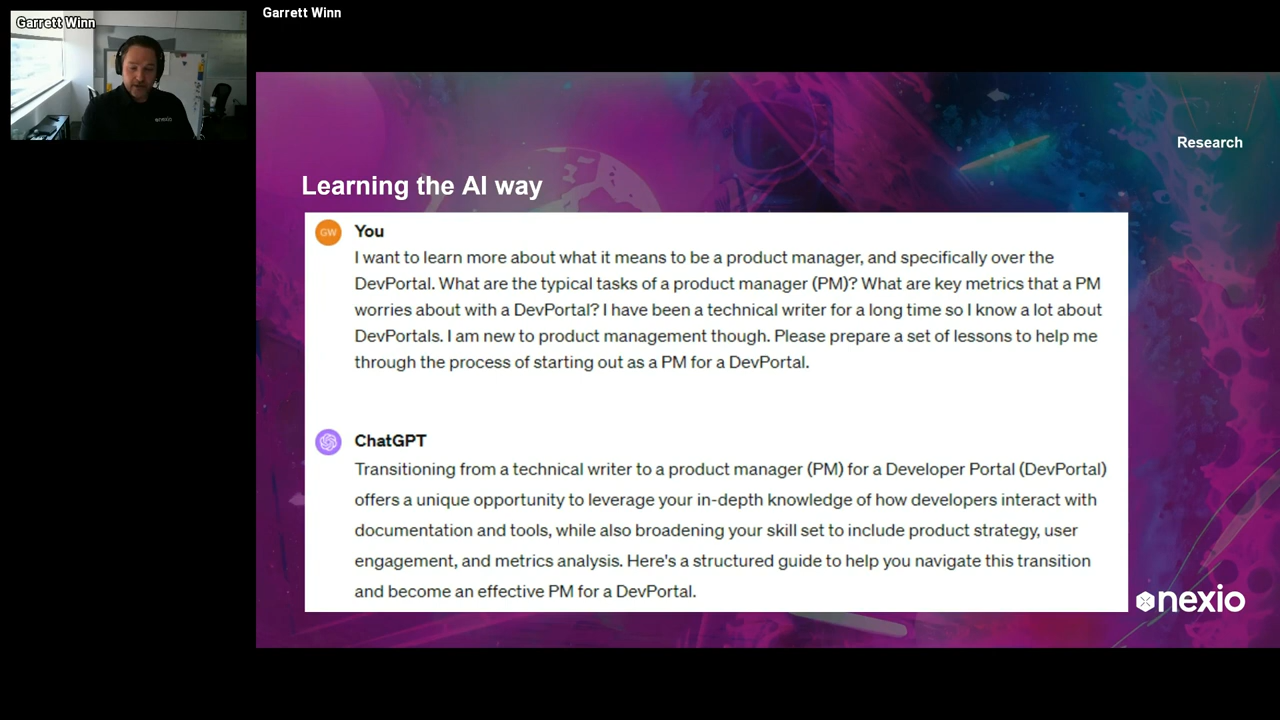 Garrett Winn
Garrett Winn
nexio
Research
Learning the AI way
GW
You
I want to learn more about what it means to be a product manager, and specifically over the
DevPortal. What are the typical tasks of a product manager (PM)? What are key metrics that a PM
worries about with a DevPortal? I have been a technical writer for a long time so I know a lot about
DevPortals. I am new to product management though. Please prepare a set of lessons to help me
through the process of starting out as a PM for a DevPortal.
ChatGPT
Transitioning from a technical writer to a product manager (PM) for a Developer Portal (DevPortal)
offers a unique opportunity to leverage your in-depth knowledge of how developers interact with
documentation and tools, while also broadening your skill set to include product strategy, user
engagement, and metrics analysis. Here's a structured guide to help you navigate this transition
and become an effective PM for a DevPortal.
nexio